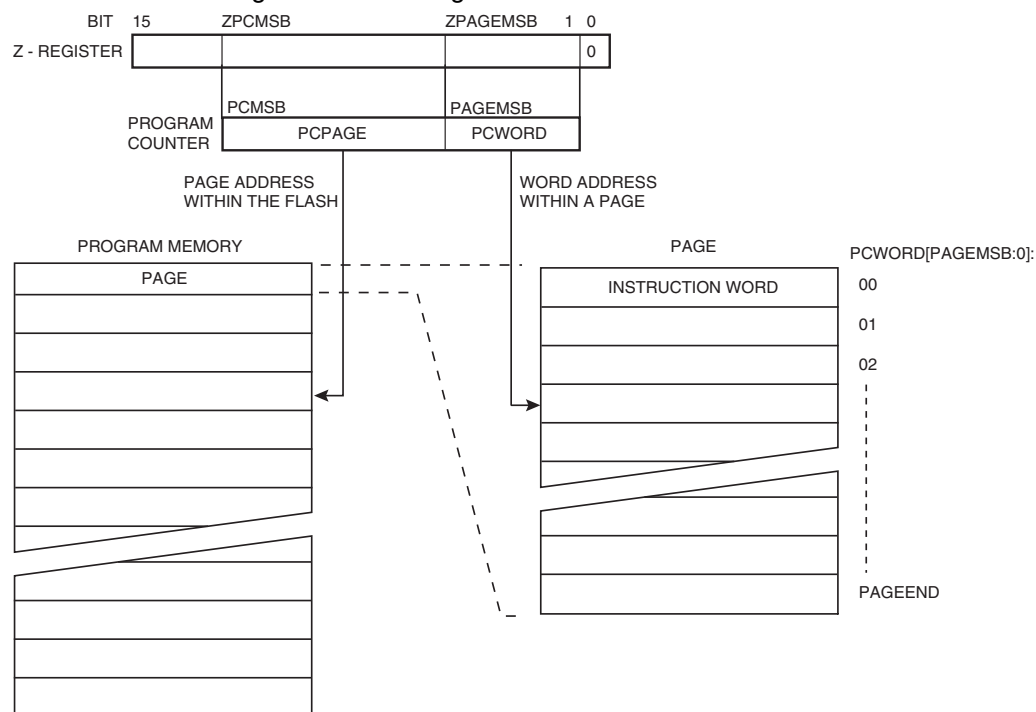 BIT 15 ZPCMSB ZPAGEMSB 1 0
Z - REGISTER 0
PCMSB PAGEMSB
PROGRAM
COUNTER
PCPAGE PCWORD
PAGE ADDRESS
WITHIN THE FLASH
WORD ADDRESS
WITHIN A PAGE
PROGRAM MEMORY
PAGE
PAGE
PCWORD[PAGEMSB:0]:
INSTRUCTION WORD 00
01
02
PAGEEND